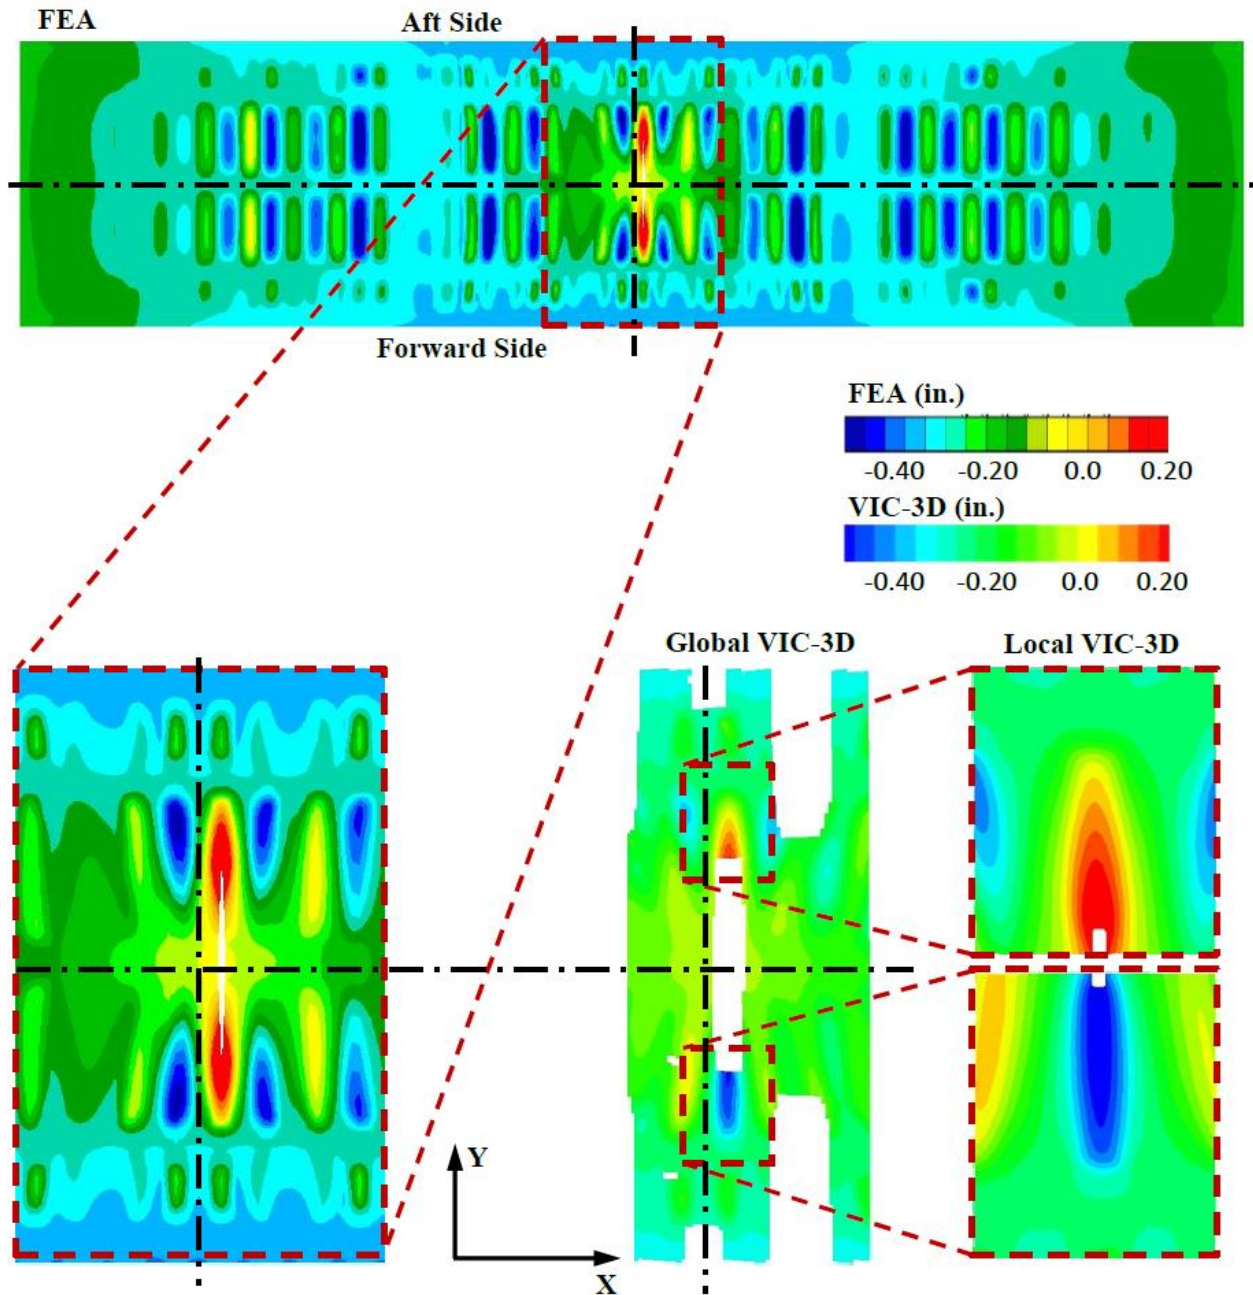 FEA
Aft Side
Forward Side
FEA (in.)
-0.40 -0.20 0.0 0.20
VIC-3D (in.)
-0.40 -0.20 0.0 0.20
Global VIC-3D
Local VIC-3D
Y
X